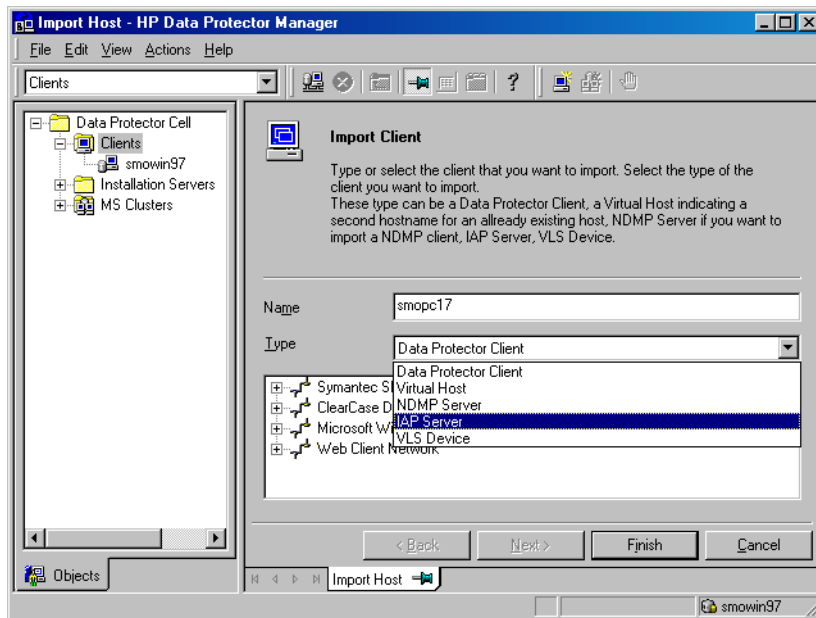 Import Host - HP Data Protector Manager
File Edit View Actions Help
Clients
Data Protector Cell
Clients
smowin97
Installation Servers
MS Clusters
Objects
Import Client
Type or select the client that you want to import. Select the type of the
client you want to import.
These type can be a Data Protector Client, a Virtual Host indicating a
second hostname for an allready existing host, NDMP Server if you want to
import a NDMP client, IAP Server, VLS Device.
Name smopc17
Type Data Protector Client
Data Protector Client
Virtual Host
NDMP Server
IAP Server
VLS Device
Symantec
ClearCase D
Microsoft W
Web Client Network
< Back Next > Finish Cancel
Import Host
smowin97